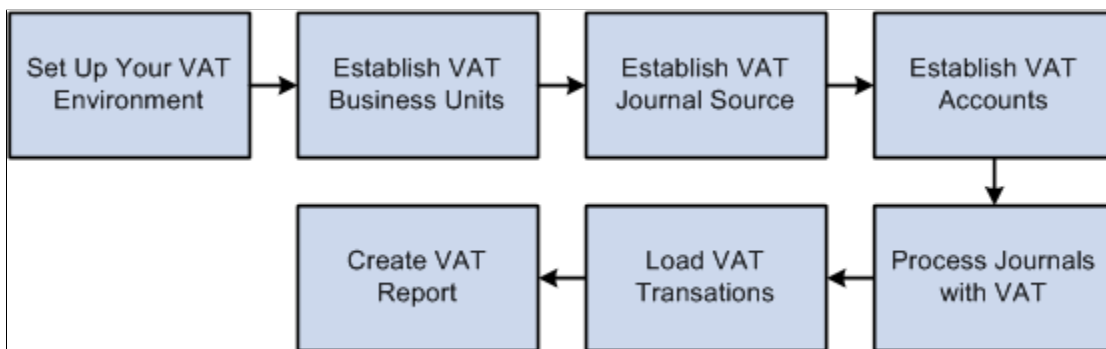 Set Up Your VAT
Environment
Establish VAT
Business Units
Establish VAT
Journal Source
Establish VAT
Accounts
Process Journals
with VAT
Load VAT
Transations
Create VAT
Report